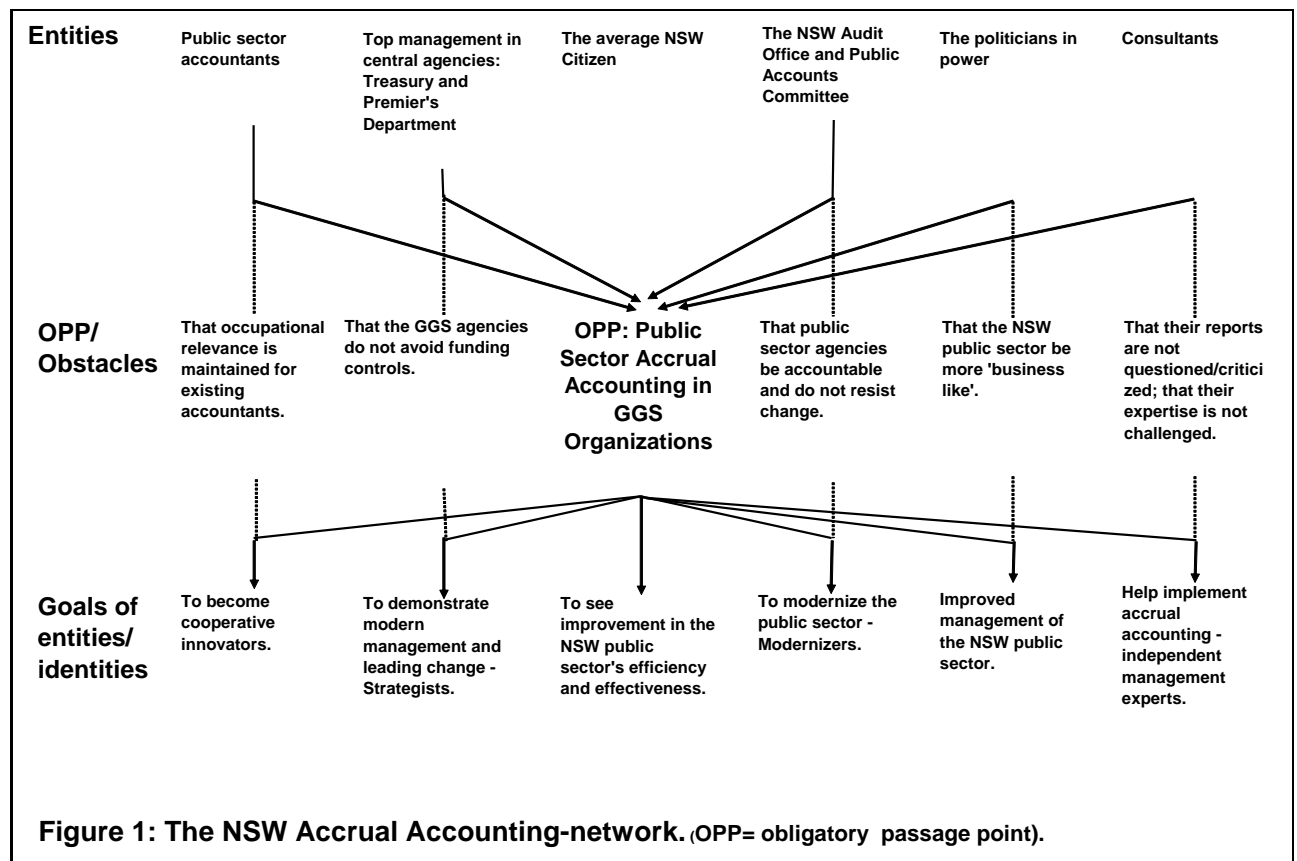 Entities
Public sector
accountants
Top management in
central agencies:
Treasury and
Premier's
Department
The average NSW
Citizen
The NSW Audit
Office and Public
Accounts
Committee
The politicians in
power
Consultants
OPP/
Obstacles
That occupational
relevance is
maintained for
existing
accountants.
That the GGS agencies
do not avoid funding
controls.
OPP: Public
Sector Accrual
Accounting in
GGS
Organizations
That public
sector agencies
be accountable
and do not resist
change.
That the NSW
public sector be
more 'business
like'.
That their reports
are not
questioned/critici
zed; that their
expertise is not
challenged.
Goals of
entities/
identities
To become
cooperative
innovators.
To demonstrate
modern
management and
leading change -
Strategists.
To see
improvement in the
NSW public
sector's efficiency
and effectiveness.
To modernize the
public sector -
Modernizers.
Improved
management of
the NSW public
sector.
Help implement
accrual
accounting -
independent
management
experts.
Figure 1: The NSW Accrual Accounting-network. (OPP= obligatory passage point).